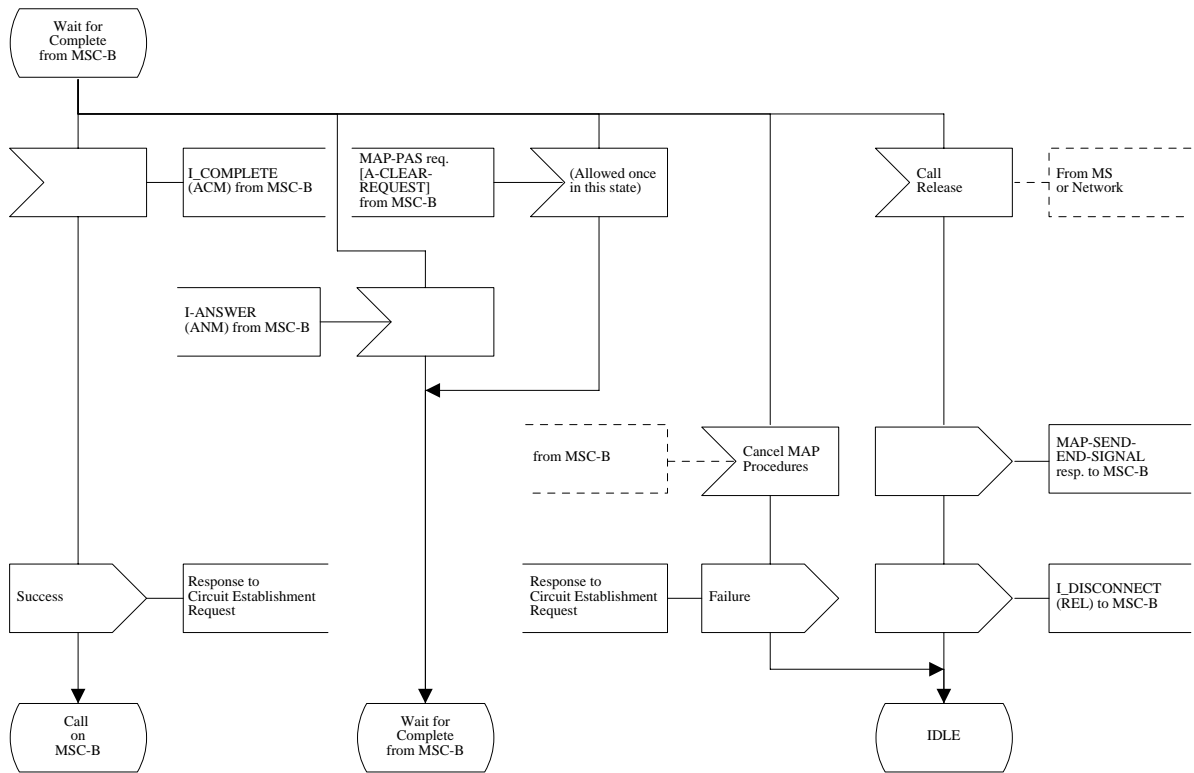 Wait for
Complete
from MSC-B
I_COMPLETE
(ACM) from MSC-B
MAP-PAS req.
[A-CLEAR-
REQUEST]
from MSC-B
(Allowed once
in this state)
Call
Release
From MS
or Network
I-ANSWER
(ANM) from MSC-B
from MSC-B
Cancel MAP
Procedures
MAP-SEND-
END-SIGNAL
resp. to MSC-B
Success
Response to
Circuit Establishment
Request
Response to
Circuit Establishment
Request
Failure
I_DISCONNECT
(REL) to MSC-B
Call
on
MSC-B
Wait for
Complete
from MSC-B
IDLE